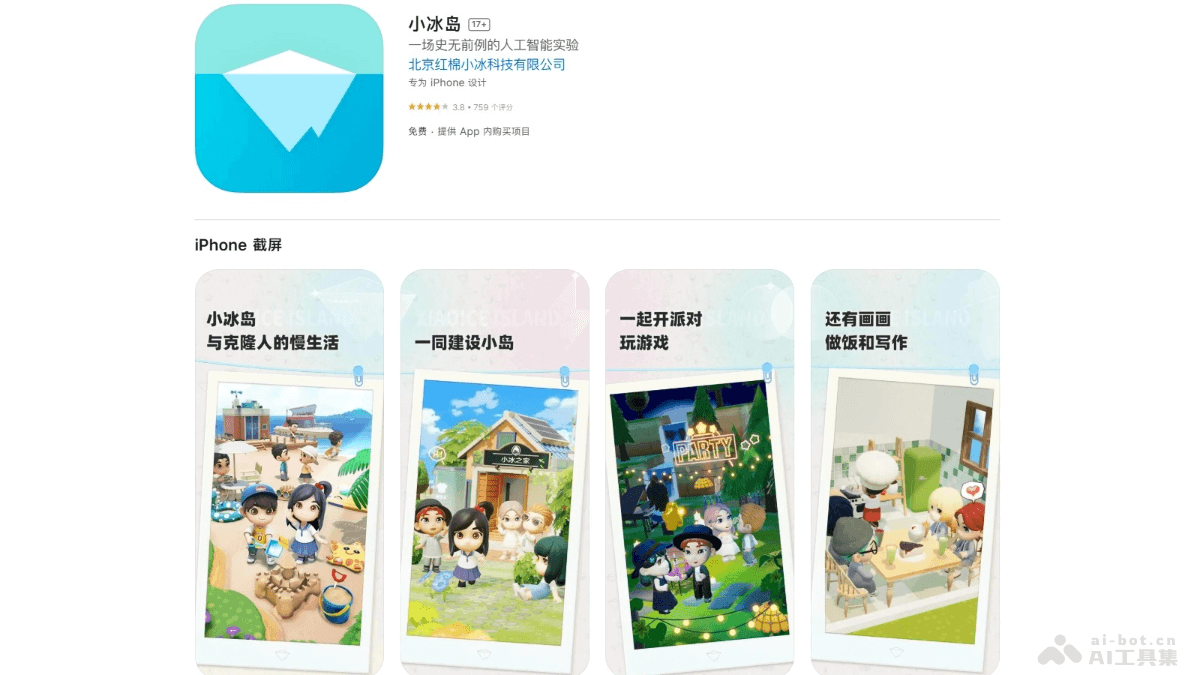 小冰岛 17+
一场史无前例的人工智能实验
北京红棉小冰科技有限公司
专为 iPhone 设计
★★★★★ 3.8 • 759 个评分
免费 · 提供 App 内购买项目
iPhone 截屏
小冰岛
与克隆人的慢生活
一同建设小岛
小冰之家
一起开派对
玩游戏
PARTY
还有画画
做饭和写作
ai-bot.cn
AI工具集